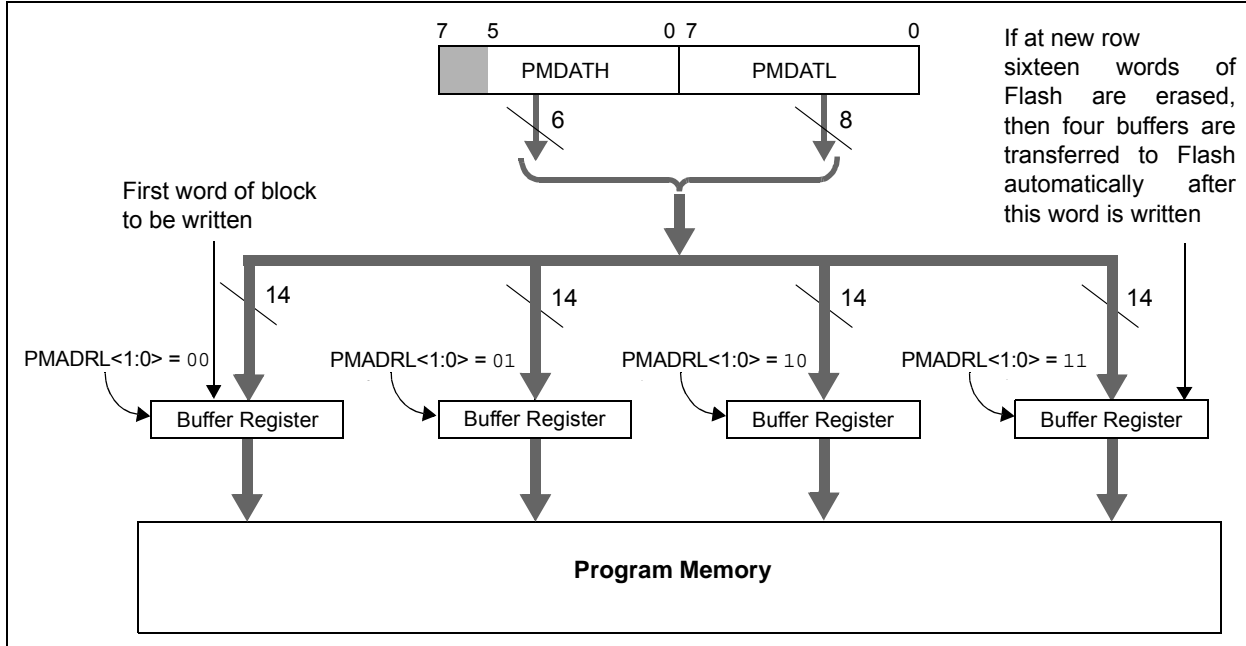 7 5 0 7 0
PMDATH PMDATL
6 8
If at new row
sixteen words of
Flash are erased,
then four buffers are
transferred to Flash
automatically after
this word is written
First word of block
to be written
14 14 14 14
PMADRL<1:0> = 00 PMADRL<1:0> = 01 PMADRL<1:0> = 10 PMADRL<1:0> = 11
Buffer Register Buffer Register Buffer Register Buffer Register
Program Memory